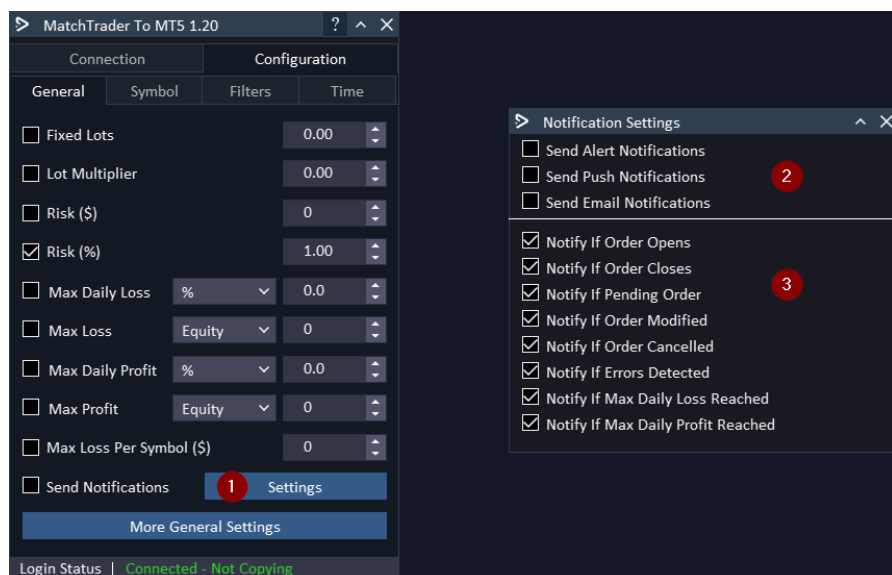 MatchTrader To MT5 1.20 ?
Connection Configuration
General Symbol Filters Time
Fixed Lots 0.00
Lot Multiplier 0.00
Risk ($) 0
Risk (%) 1.00
Max Daily Loss % 0.0
Max Loss Equity 0
Max Daily Profit % 0.0
Max Profit Equity 0
Max Loss Per Symbol ($) 0
Send Notifications 1 Settings
More General Settings
Login Status | Connected - Not Copying
Notification Settings
Send Alert Notifications
Send Push Notifications 2
Send Email Notifications
Notify If Order Opens
Notify If Order Closes
Notify If Pending Order 3
Notify If Order Modified
Notify If Order Cancelled
Notify If Errors Detected
Notify If Max Daily Loss Reached
Notify If Max Daily Profit Reached